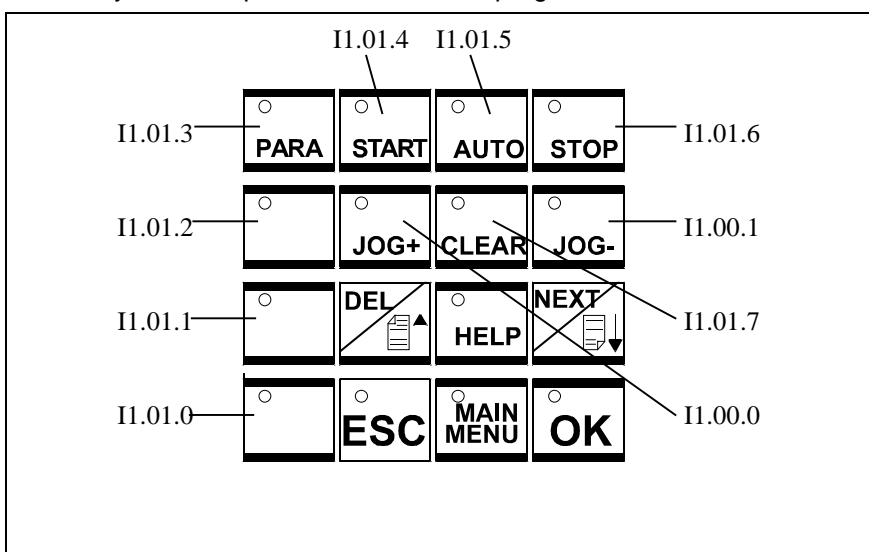 I1.01.4 I1.01.5
I1.01.3 PARA START AUTO STOP I1.01.6
I1.01.2 JOG+ CLEAR JOG- I1.00.1
I1.01.1 DEL HELP NEXT I1.01.7
I1.01.0 ESC MAIN MENU OK I1.00.0